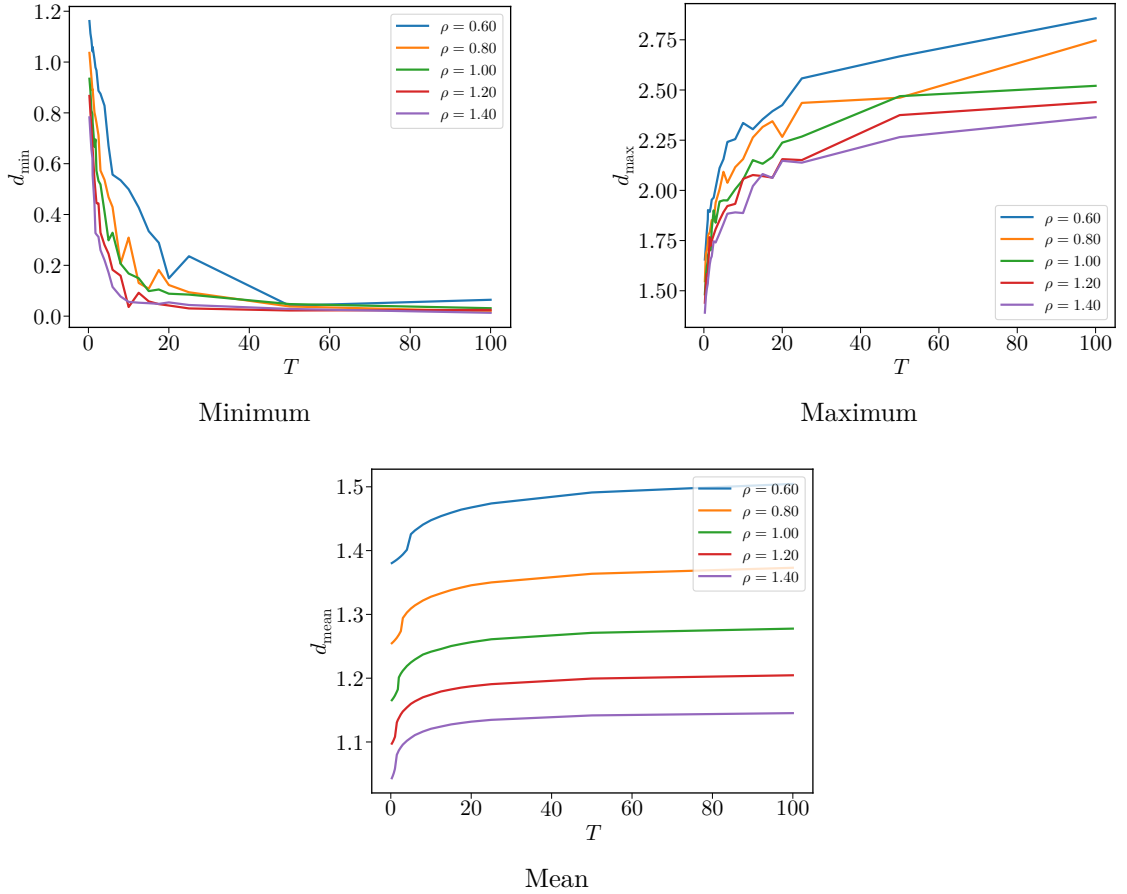 1.2
1.0
0.8
0.6
0.4
0.2
0.0
d_min
0 20 40 60 80 100
T
ρ = 0.60
ρ = 0.80
ρ = 1.00
ρ = 1.20
ρ = 1.40
Minimum
2.75
2.50
2.25
2.00
1.75
1.50
d_max
0 20 40 60 80 100
T
ρ = 0.60
ρ = 0.80
ρ = 1.00
ρ = 1.20
ρ = 1.40
Maximum
1.5
1.4
1.3
1.2
1.1
d_mean
0 20 40 60 80 100
T
ρ = 0.60
ρ = 0.80
ρ = 1.00
ρ = 1.20
ρ = 1.40
Mean